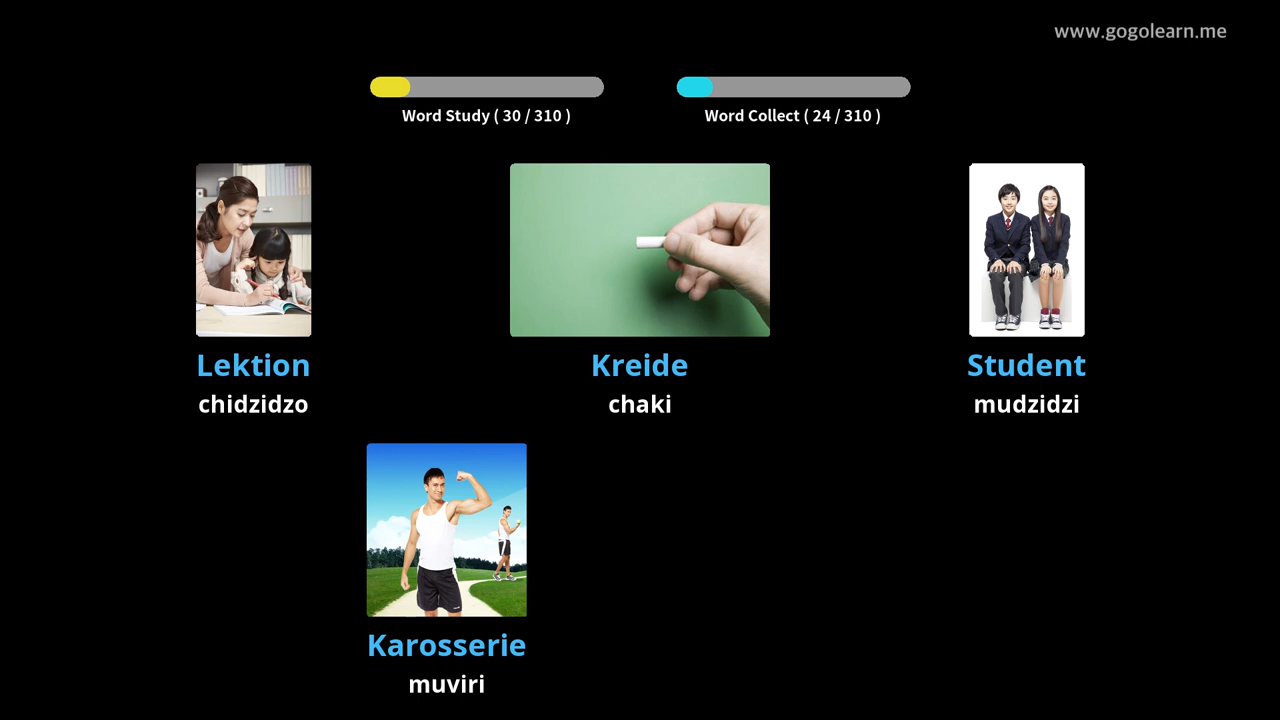 www.gogolearn.me
Word Study ( 30 / 310 )
Word Collect ( 24 / 310 )
Lektion
chidzidzo
Kreide
chaki
Student
mudzidzi
Karosserie
muviri